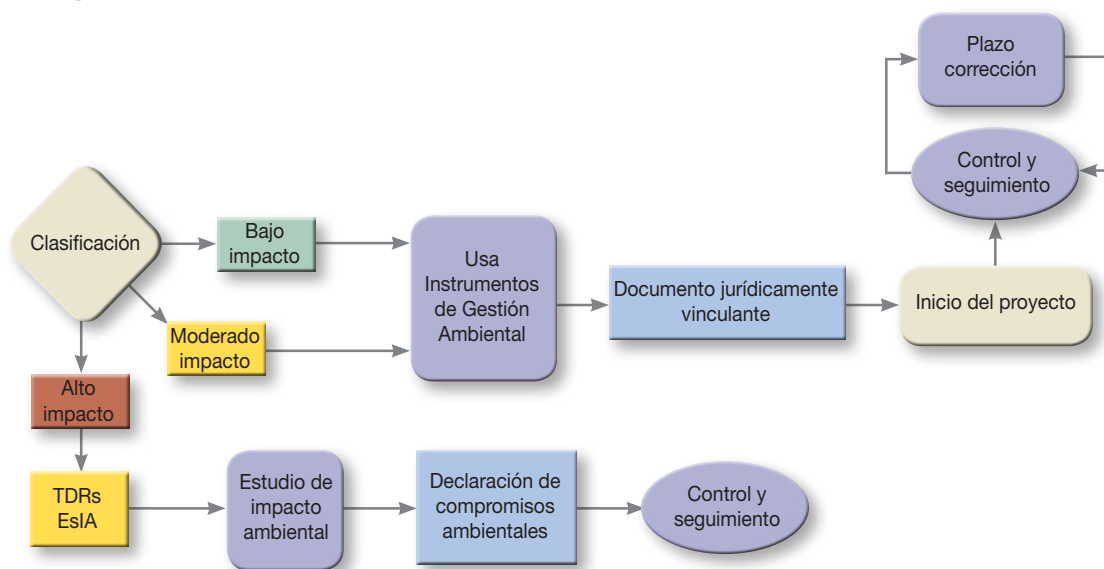 Plazo
corrección
Control y
seguimiento
Clasificación
Bajo
impacto
Usa
Instrumentos
de Gestión
Ambiental
Documento jurídicamente
vinculante
Inicio del proyecto
Moderado
impacto
Alto
impacto
TDRs
EsIA
Estudio de
impacto
ambiental
Declaración de
compromisos
ambientales
Control y
seguimiento